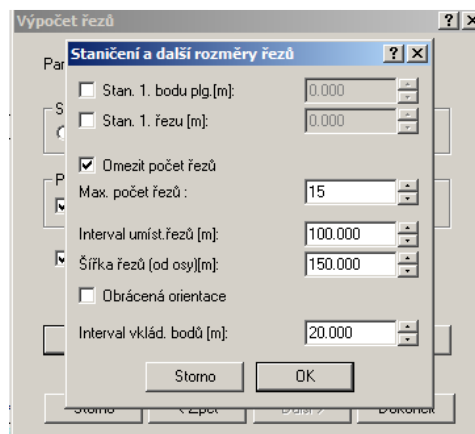 Výpočet řezů
Staničení a další rozměry řezů
Par
Stan. 1. bodu plg.[m]:
0.000
S
Stan. 1. řezu [m]:
0.000
P
Omezit počet řezů
Max. počet řezů :
15
Interval umíst.řezů [m]:
100.000
Šířka řezů (od osy)[m]:
150.000
Obrácená orientace
Interval vklád. bodů [m]:
20.000
Storno
OK
Storno
< Zpět
Další >
Dokončit